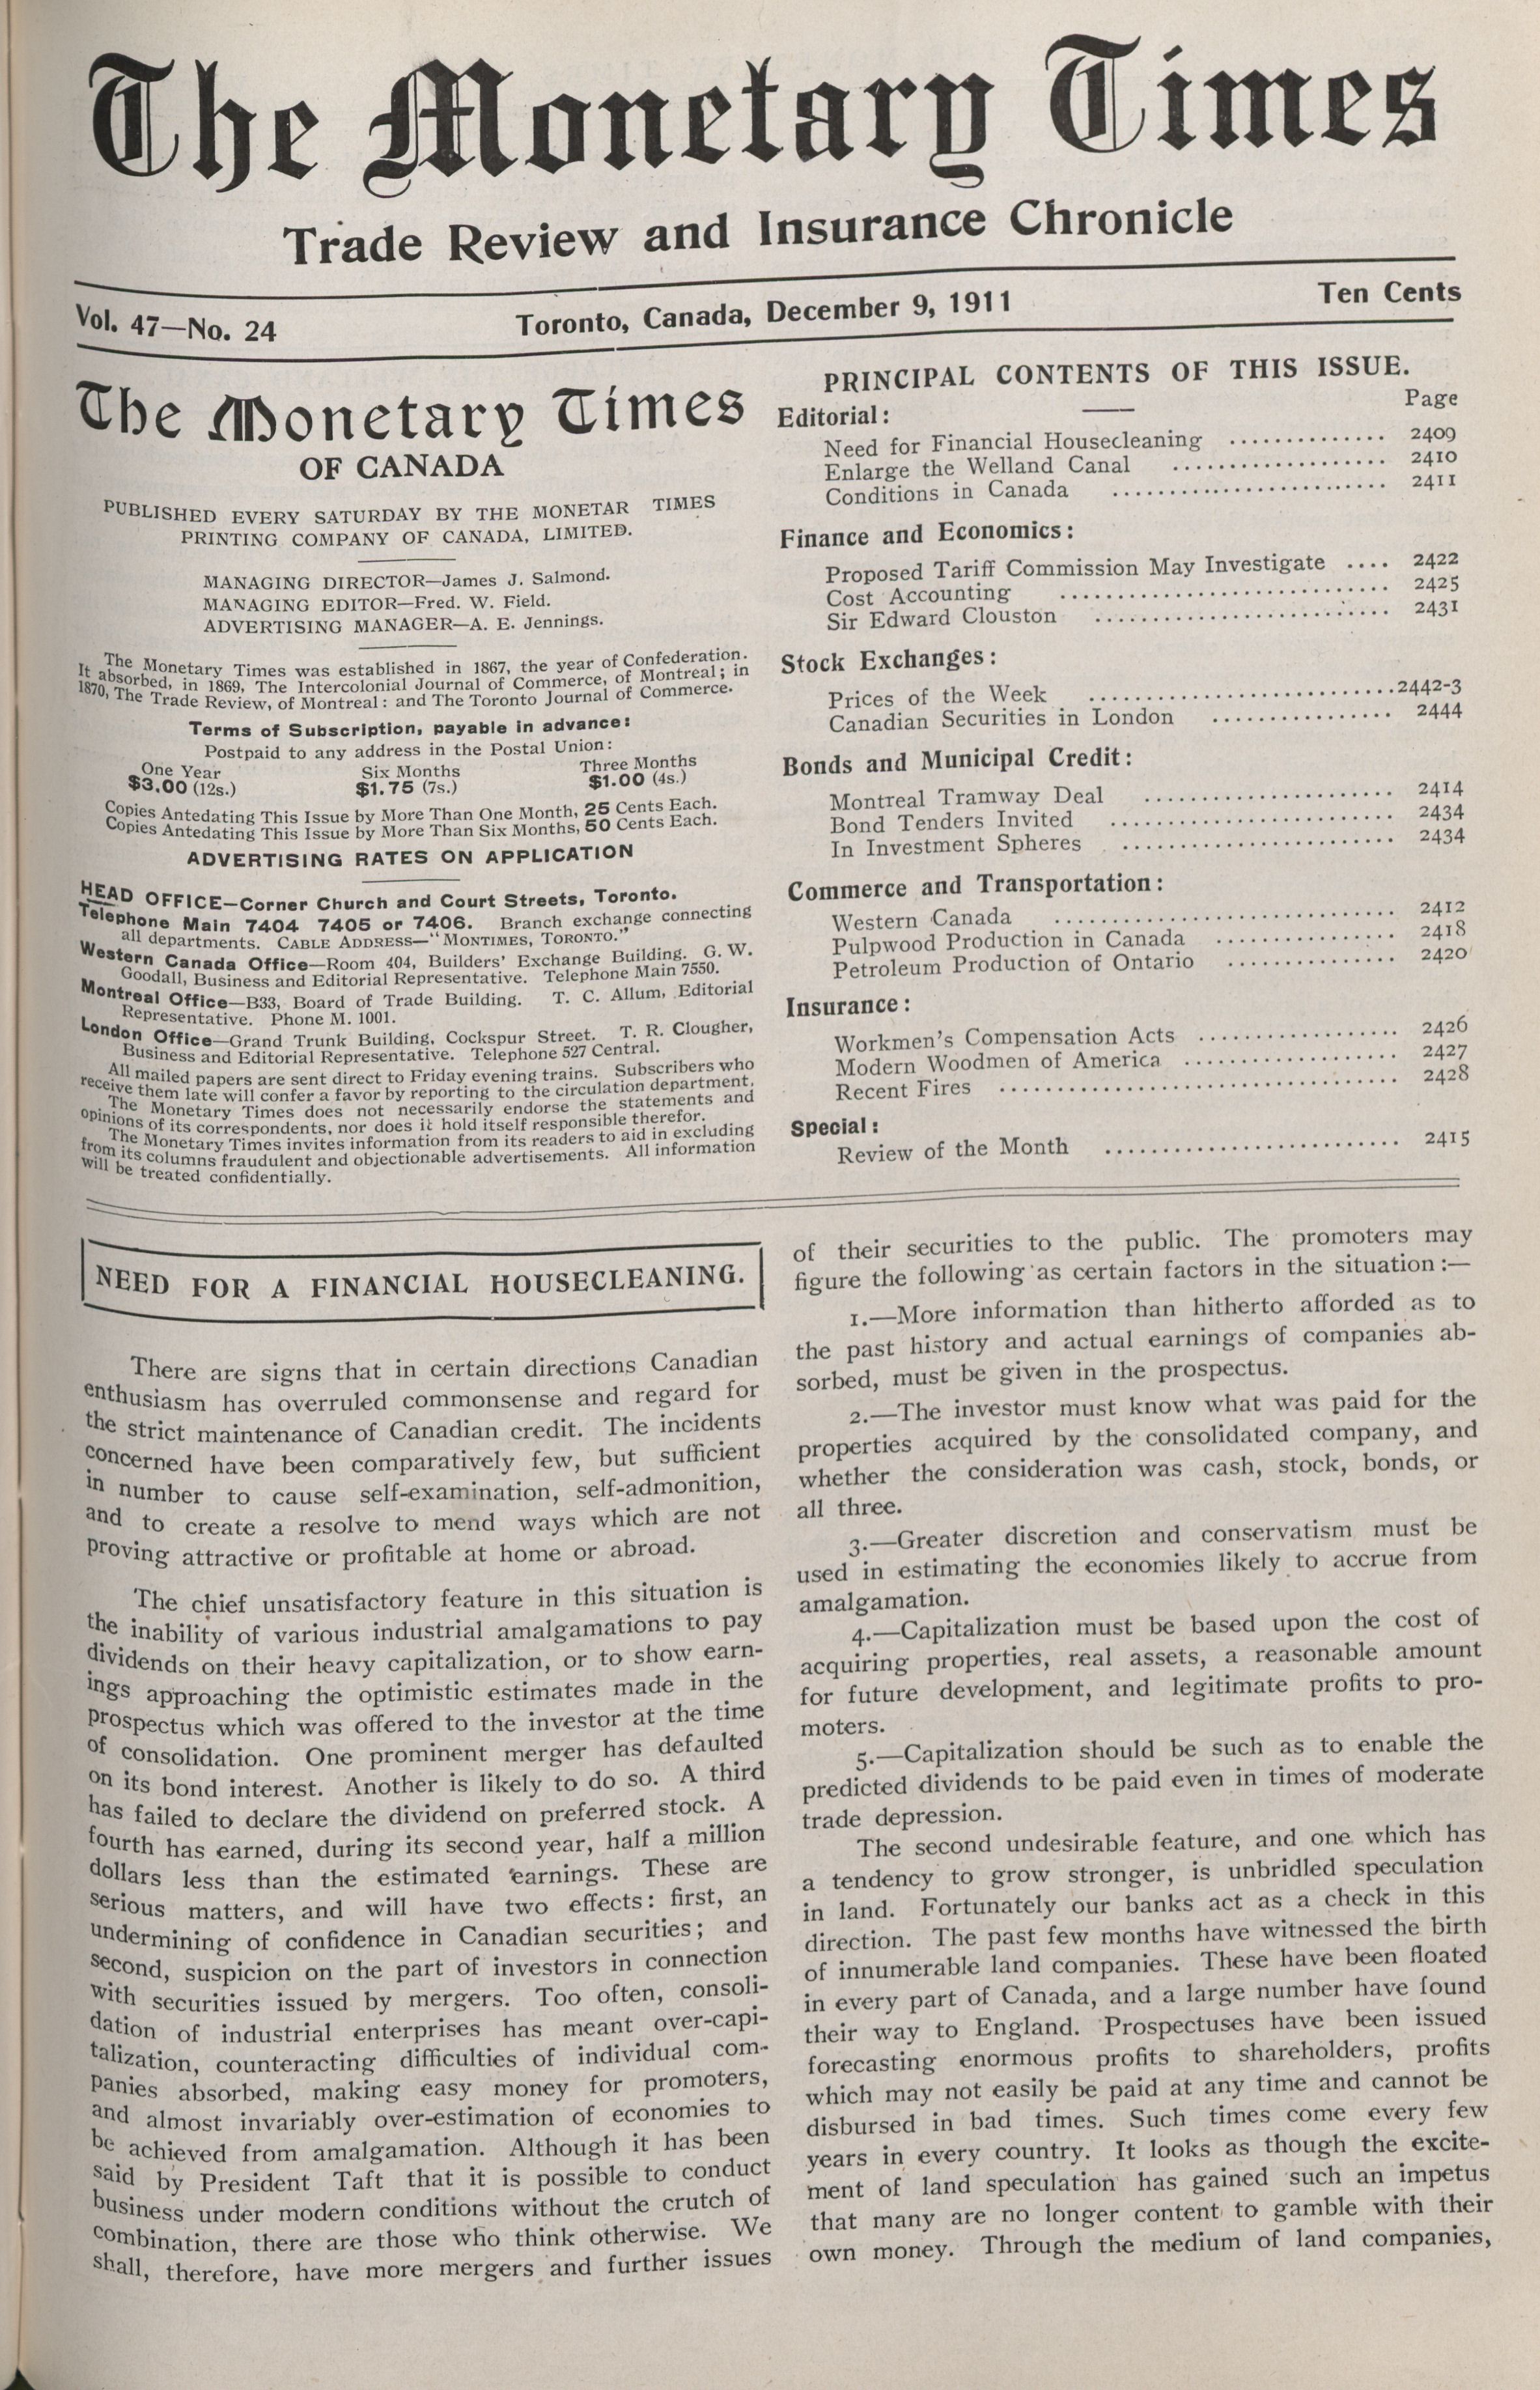 The Monetary Times
Trade Review and Insurance Chronicle
Vol. 47—No. 24
Toronto, Canada, December 9, 1911
Ten Cents
The Monetary Times
OF CANADA
PUBLISHED EVERY SATURDAY BY THE MONETAR TIMES
PRINTING COMPANY OF CANADA, LIMITED.
MANAGING DIRECTOR—James J. Salmond.
MANAGING EDITOR—Fred. W. Field.
ADVERTISING MANAGER—A. E. Jennings.
The Monetary Times was established in 1867, the year of Confederation.
It absorbed, in 1869, The Intercolonial Journal of Commerce, of Montreal; in
1870, The Trade Review, of Montreal: and The Toronto Journal of Commerce.
Terms of Subscription, payable in advance:
Postpaid to any address in the Postal Union:
One Year Six Months Three Months
$3.00 (12s.) $1.75 (7s.) $1.00 (4s.)
Copies Antedating This Issue by More Than One Month, 25 Cents Each.
Copies Antedating This Issue by More Than Six Months, 50 Cents Each.
ADVERTISING RATES ON APPLICATION
HEAD OFFICE—Corner Church and Court Streets, Toronto.
Telephone Main 7404 7405 or 7406. Branch exchange connecting
all departments. CABLE ADDRESS—"MONTIMES, TORONTO."
Western Canada Office—Room 404, Builders' Exchange Building. G. W.
Goodall, Business and Editorial Representative. Telephone Main 7550.
Montreal Office—B33, Board of Trade Building. T. C. Allum, Editorial
Representative. Phone M. 1001.
London Office—Grand Trunk Building, Cockspur Street. T. R. Clougher,
Business and Editorial Representative. Telephone 527 Central.
All mailed papers are sent direct to Friday evening trains. Subscribers who
receive them late will confer a favor by reporting to the circulation department.
The Monetary Times does not necessarily endorse the statements and
opinions of its correspondents, nor does it hold itself responsible therefor.
The Monetary Times invites information from its readers to aid in excluding
from its columns fraudulent and objectionable advertisements. All information
will be treated confidentially.
PRINCIPAL CONTENTS OF THIS ISSUE.
Page
Editorial:
Need for Financial Housecleaning .............. 2409
Enlarge the Welland Canal ................... 2410
Conditions in Canada ........................ 2411
Finance and Economics:
Proposed Tariff Commission May Investigate .... 2422
Cost Accounting ............................. 2425
Sir Edward Clouston .......................... 2431
Stock Exchanges:
Prices of the Week ...........................2442-3
Canadian Securities in London ................ 2444
Bonds and Municipal Credit:
Montreal Tramway Deal ...................... 2414
Bond Tenders Invited ......................... 2434
In Investment Spheres ........................ 2434
Commerce and Transportation:
Western Canada .............................. 2412
Pulpwood Production in Canada ................ 2418
Petroleum Production of Ontario ............... 2420
Insurance:
Workmen's Compensation Acts .................. 2426
Modern Woodmen of America ................... 2427
Recent Fires .................................. 2428
Special:
Review of the Month .......................... 2415
NEED FOR A FINANCIAL HOUSECLEANING.
There are signs that in certain directions Canadian
enthusiasm has overruled commonsense and regard for
the strict maintenance of Canadian credit. The incidents
concerned have been comparatively few, but sufficient
in number to cause self-examination, self-admonition,
and to create a resolve to mend ways which are not
proving attractive or profitable at home or abroad.
The chief unsatisfactory feature in this situation is
the inability of various industrial amalgamations to pay
dividends on their heavy capitalization, or to show earn-
ings approaching the optimistic estimates made in the
prospectus which was offered to the investor at the time
of consolidation. One prominent merger has defaulted
on its bond interest. Another is likely to do so. A third
has failed to declare the dividend on preferred stock. A
fourth has earned, during its second year, half a million
dollars less than the estimated earnings. These are
serious matters, and will have two effects: first, an
undermining of confidence in Canadian securities; and
second, suspicion on the part of investors in connection
with securities issued by mergers. Too often, consoli-
dation of industrial enterprises has meant over-capi-
talization, counteracting difficulties of individual com-
panies absorbed, making easy money for promoters,
and almost invariably over-estimation of economies to
be achieved from amalgamation. Although it has been
said by President Taft that it is possible to conduct
business under modern conditions without the crutch of
combination, there are those who think otherwise. We
shall, therefore, have more mergers and further issues
of their securities to the public. The promoters may
figure the following as certain factors in the situation:—
1.—More information than hitherto afforded as to
the past history and actual earnings of companies ab-
sorbed, must be given in the prospectus.
2.—The investor must know what was paid for the
properties acquired by the consolidated company, and
whether the consideration was cash, stock, bonds, or
all three.
3.—Greater discretion and conservatism must be
used in estimating the economies likely to accrue from
amalgamation.
4.—Capitalization must be based upon the cost of
acquiring properties, real assets, a reasonable amount
for future development, and legitimate profits to pro-
moters.
5.—Capitalization should be such as to enable the
predicted dividends to be paid even in times of moderate
trade depression.
The second undesirable feature, and one which has
a tendency to grow stronger, is unbridled speculation
in land. Fortunately our banks act as a check in this
direction. The past few months have witnessed the birth
of innumerable land companies. These have been floated
in every part of Canada, and a large number have found
their way to England. Prospectuses have been issued
forecasting enormous profits to shareholders, profits
which may not easily be paid at any time and cannot be
disbursed in bad times. Such times come every few
years in every country. It looks as though the excite-
ment of land speculation has gained such an impetus
that many are no longer content to gamble with their
own money. Through the medium of land companies,